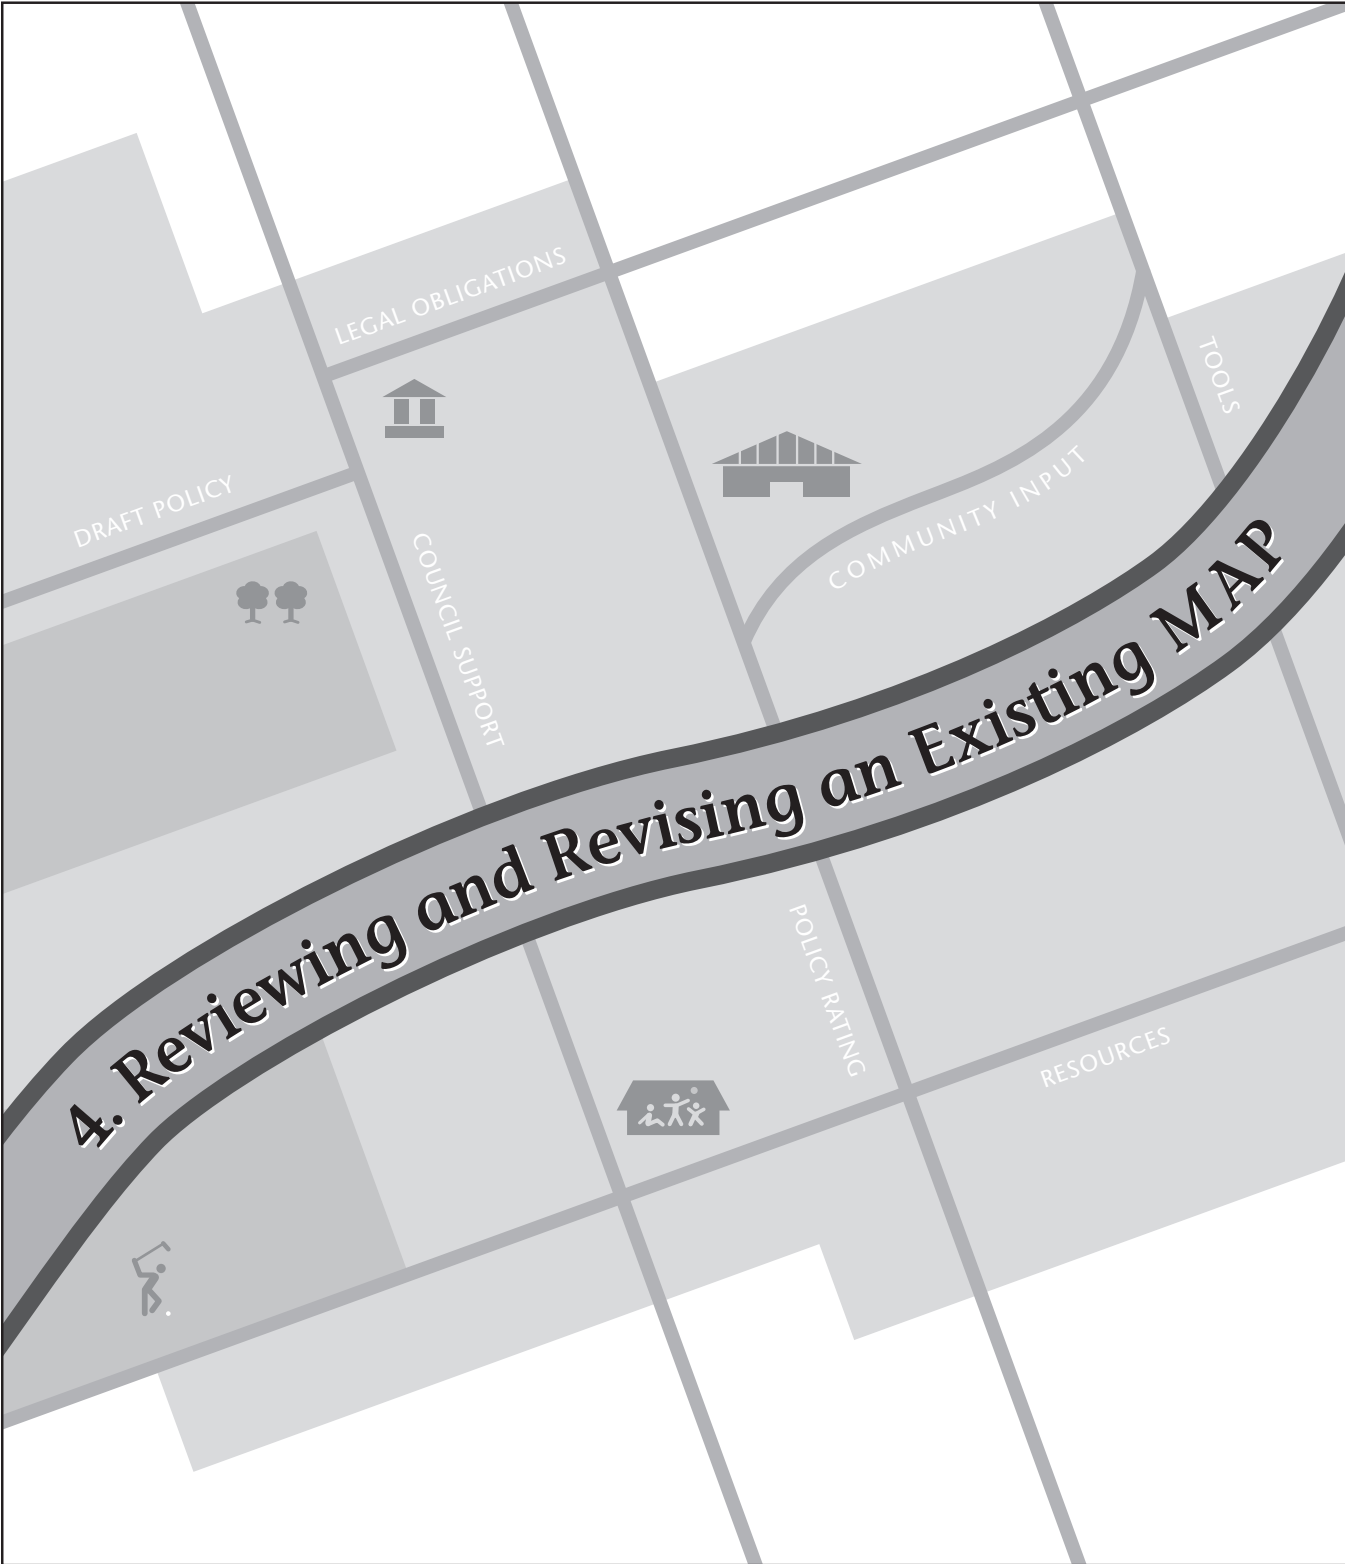 LEGAL OBLIGATIONS
TOOLS
DRAFT POLICY
COMMUNITY INPUT
COUNCIL SUPPORT
4. Reviewing and Revising an Existing MAP
POLICY RATING
RESOURCES